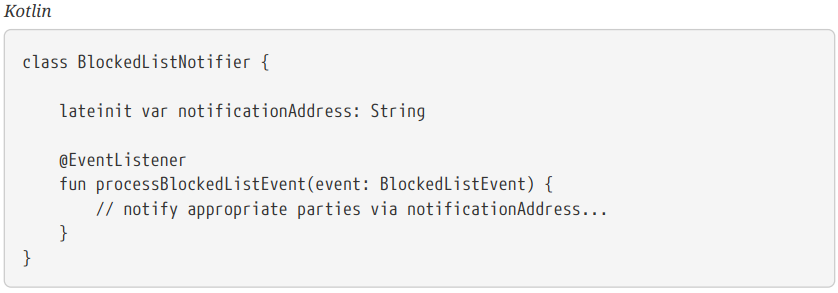 Kotlin
class BlockedListNotifier {
    lateinit var notificationAddress: String
    @EventListener
    fun processBlockedListEvent(event: BlockedListEvent) {
        // notify appropriate parties via notificationAddress...
    }
}